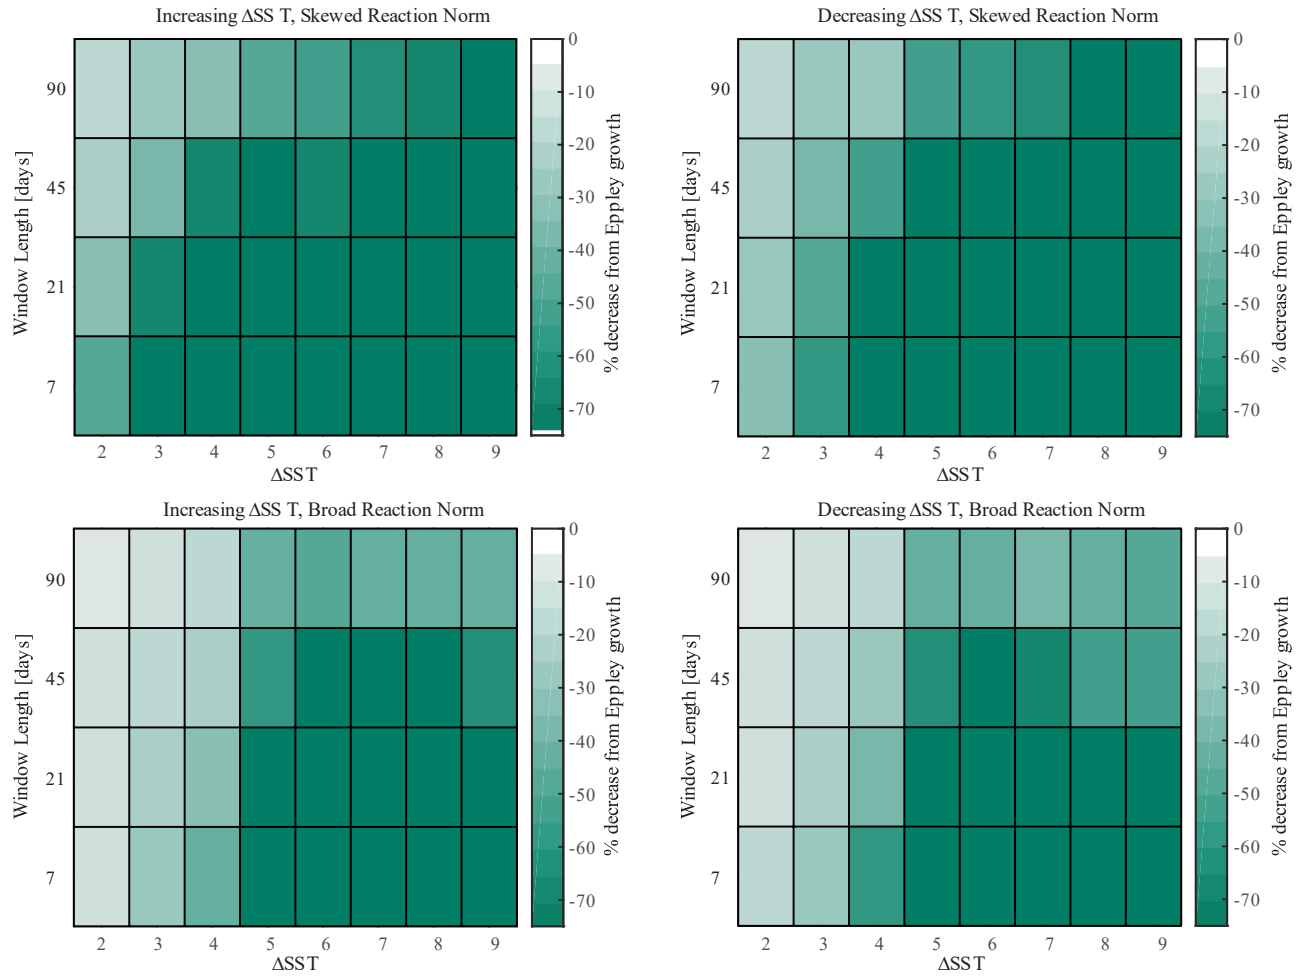 Increasing ΔSS T, Skewed Reaction Norm
Window Length [days]
90
45
21
7
2 3 4 5 6 7 8 9
ΔSST
0
-10
-20
-30
-40
-50
-60
-70
% decrease from Eppley growth
Decreasing ΔSS T, Skewed Reaction Norm
Window Length [days]
90
45
21
7
2 3 4 5 6 7 8 9
ΔSST
0
-10
-20
-30
-40
-50
-60
-70
% decrease from Eppley growth
Increasing ΔSS T, Broad Reaction Norm
Window Length [days]
90
45
21
7
2 3 4 5 6 7 8 9
ΔSST
0
-10
-20
-30
-40
-50
-60
-70
% decrease from Eppley growth
Decreasing ΔSS T, Broad Reaction Norm
Window Length [days]
90
45
21
7
2 3 4 5 6 7 8 9
ΔSST
0
-10
-20
-30
-40
-50
-60
-70
% decrease from Eppley growth